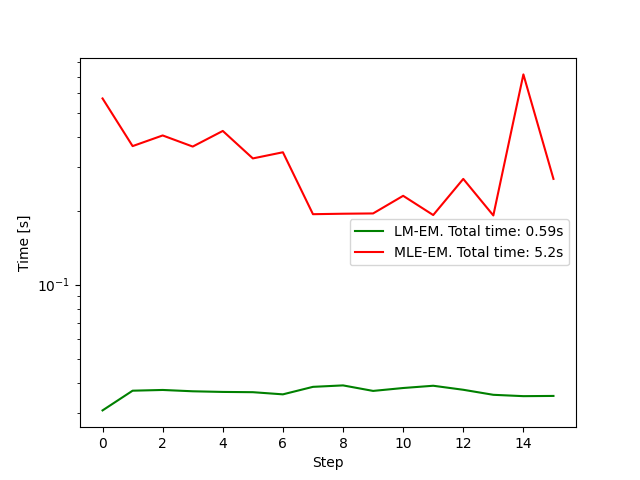 Time [s]
10⁻¹
LM-EM. Total time: 0.59s
MLE-EM. Total time: 5.2s
0 2 4 6 8 10 12 14
Step